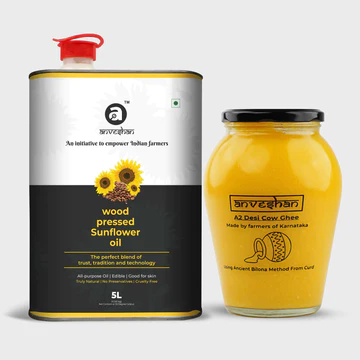 TM
anveshan
An initiative to empower Indian farmers
wood
pressed
Sunflower
oil
The perfect blend of
trust, tradition and technology
All purpose Oil | Edible | Good for skin
Truly Natural | No Preservatives | Cruelty Free
5L
anveshan
A2 Desi Cow Ghee
Made by farmers of Karnataka
Using Ancient Bilona Method From Curd